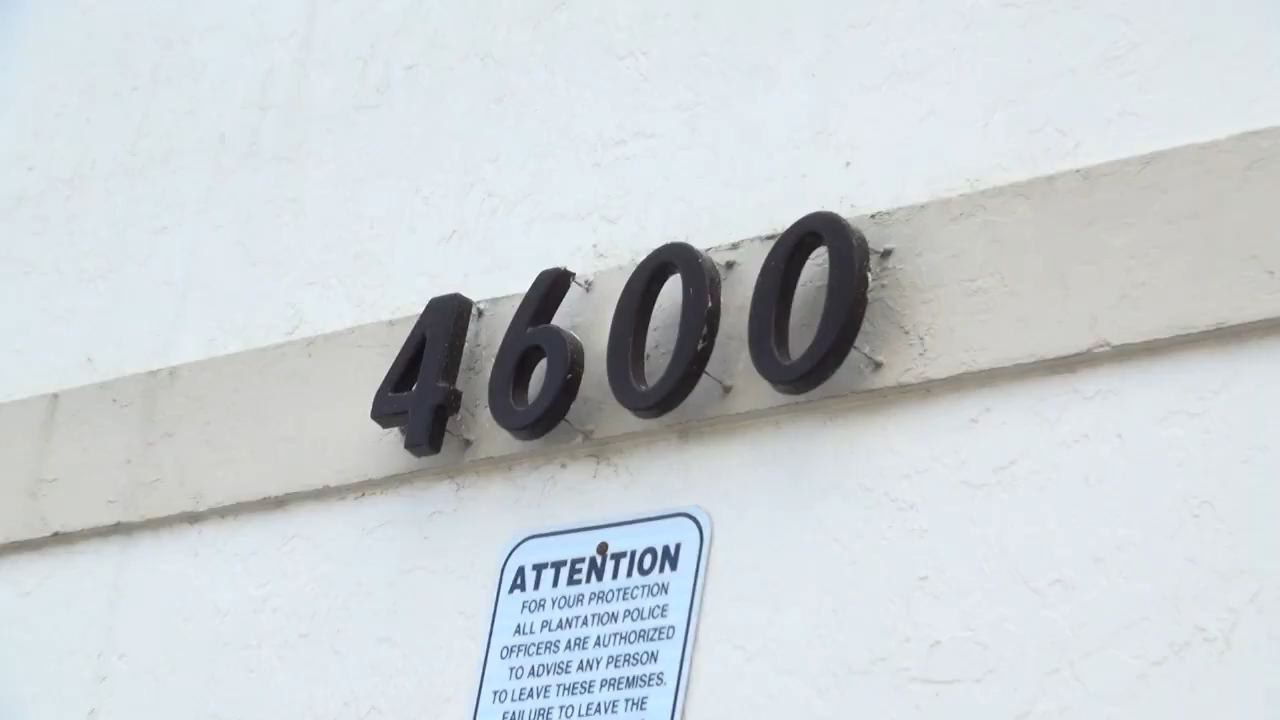 4600
ATTENTION
FOR YOUR PROTECTION
ALL PLANTATION POLICE
OFFICERS ARE AUTHORIZED
TO ADVISE ANY PERSON
TO LEAVE THESE PREMISES.
FAILURE TO LEAVE THE